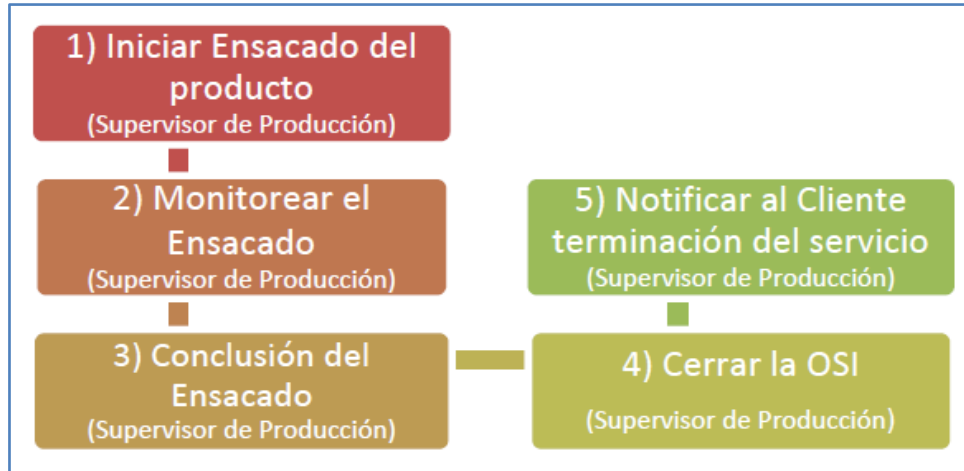 1) Iniciar Ensacado del
producto
(Supervisor de Producción)
2) Monitorear el
Ensacado
(Supervisor de Producción)
3) Conclusión del
Ensacado
(Supervisor de Producción)
4) Cerrar la OSI
(Supervisor de Producción)
5) Notificar al Cliente
terminación del servicio
(Supervisor de Producción)